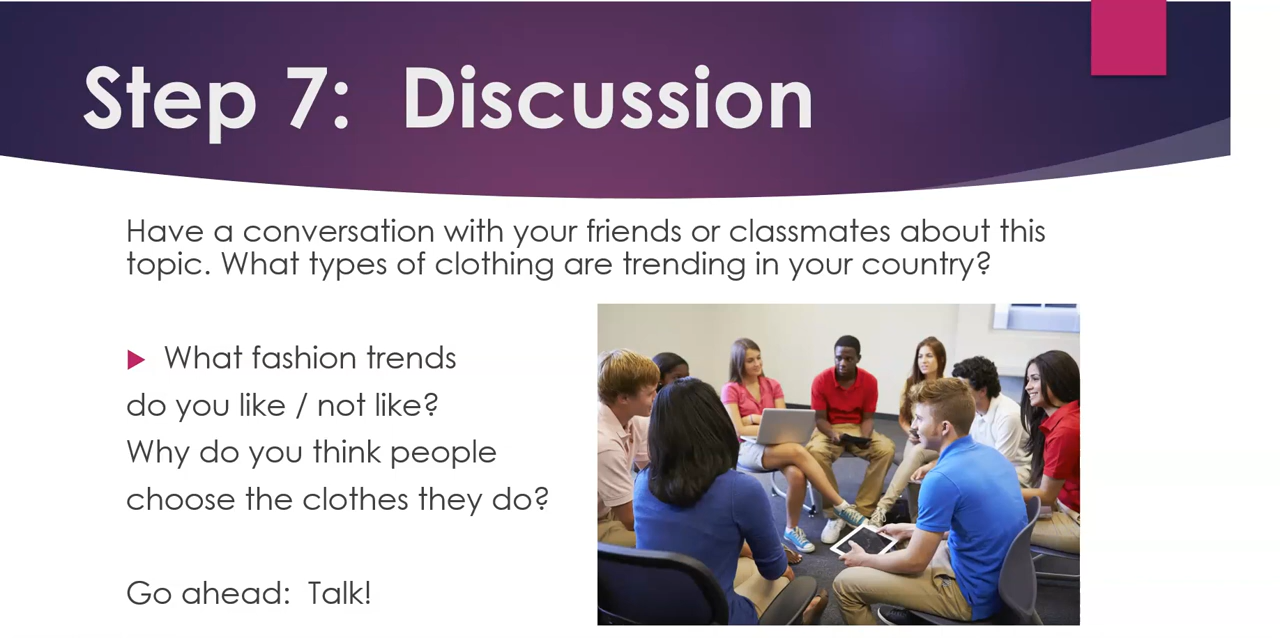 Step 7: Discussion
Have a conversation with your friends or classmates about this
topic. What types of clothing are trending in your country?
What fashion trends
do you like / not like?
Why do you think people
choose the clothes they do?
Go ahead: Talk!